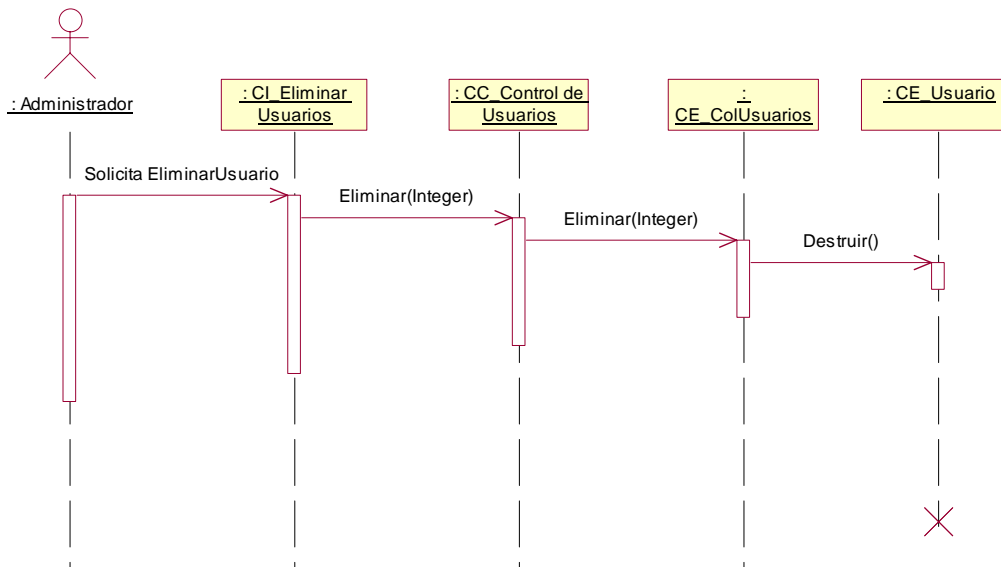 : Administrador
: CI_Eliminar
Usuarios
: CC_Control de
Usuarios
:
CE_ColUsuarios
: CE_Usuario
Solicita EliminarUsuario
Eliminar(Integer)
Eliminar(Integer)
Destruir()